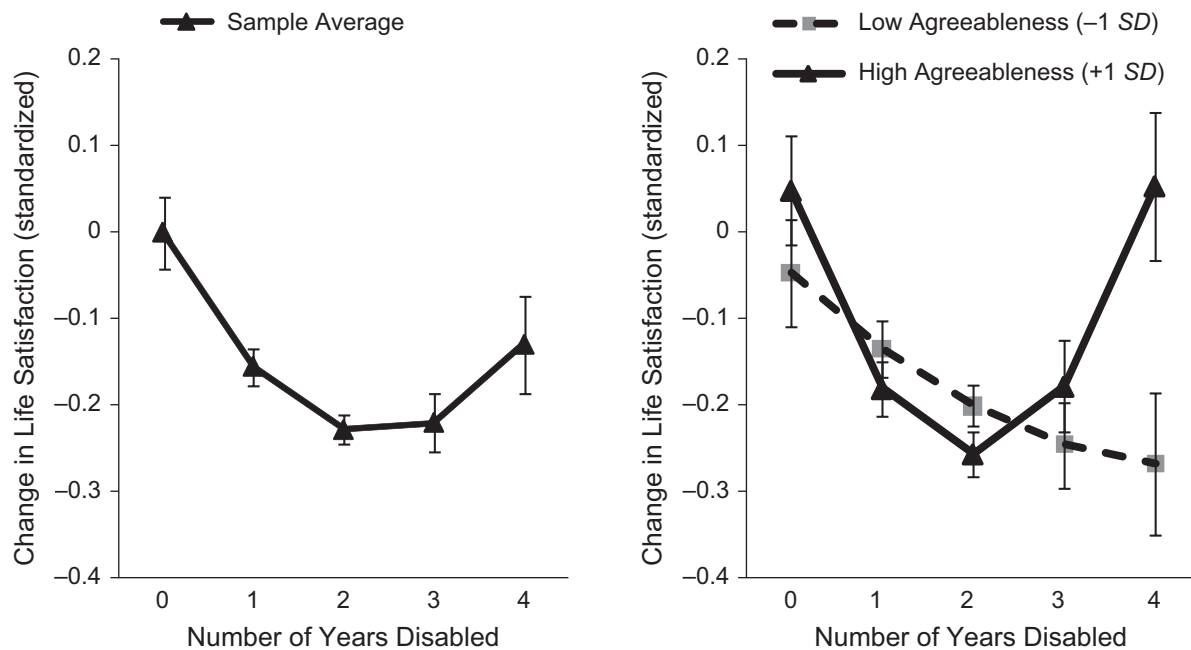 Sample Average
Change in Life Satisfaction (standardized)
0.2
0.1
0
–0.1
–0.2
–0.3
–0.4
0 1 2 3 4
Number of Years Disabled
Low Agreeableness (–1 SD)
High Agreeableness (+1 SD)
Change in Life Satisfaction (standardized)
0.2
0.1
0
–0.1
–0.2
–0.3
–0.4
0 1 2 3 4
Number of Years Disabled